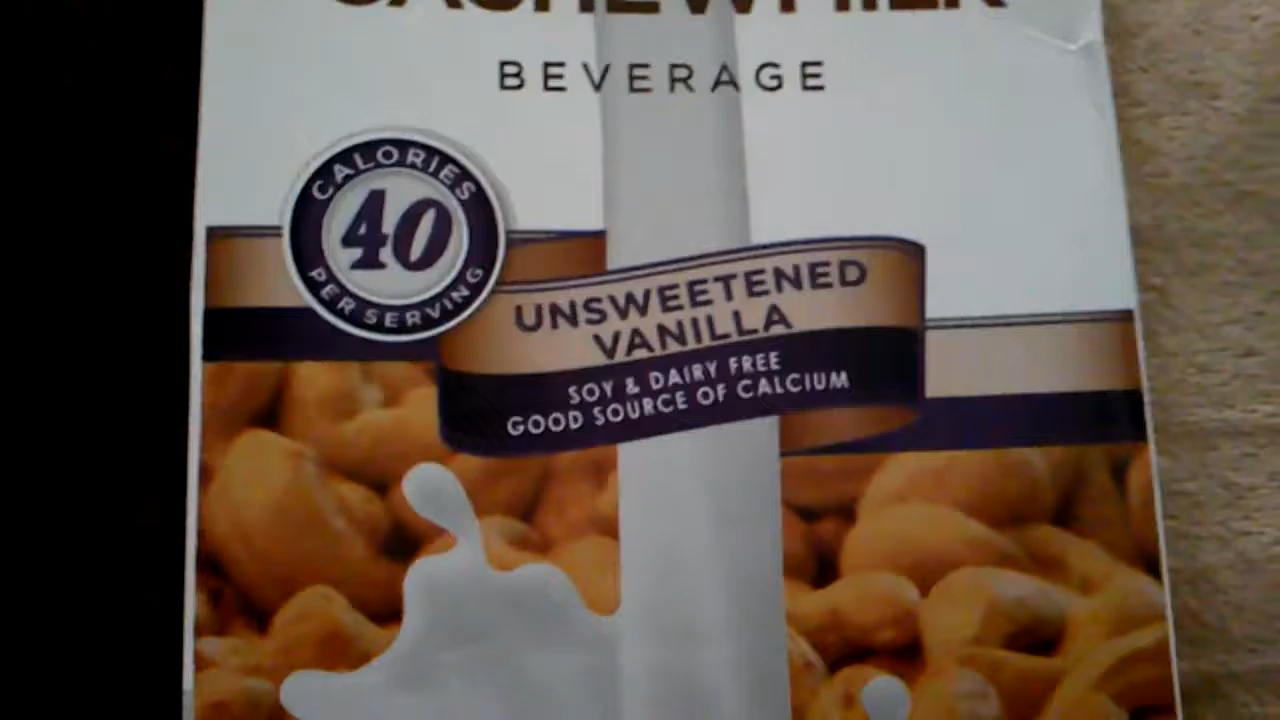 CASHEWMILK
BEVERAGE
CALORIES
40
PER SERVING
UNSWEETENED
VANILLA
SOY & DAIRY FREE
GOOD SOURCE OF CALCIUM